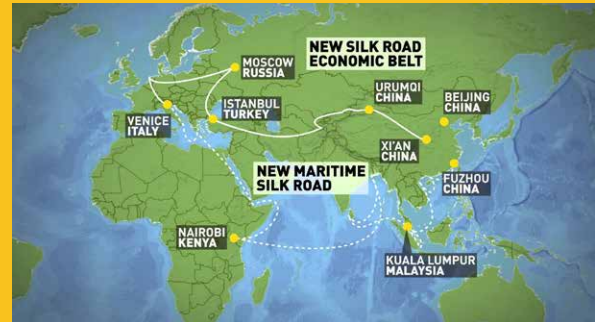 NEW SILK ROAD
ECONOMIC BELT
MOSCOW
RUSSIA
URUMQI
CHINA
BEIJING
CHINA
ISTANBUL
TURKEY
VENICE
ITALY
XI'AN
CHINA
NEW MARITIME
SILK ROAD
FUZHOU
CHINA
NAIROBI
KENYA
KUALA LUMPUR
MALAYSIA